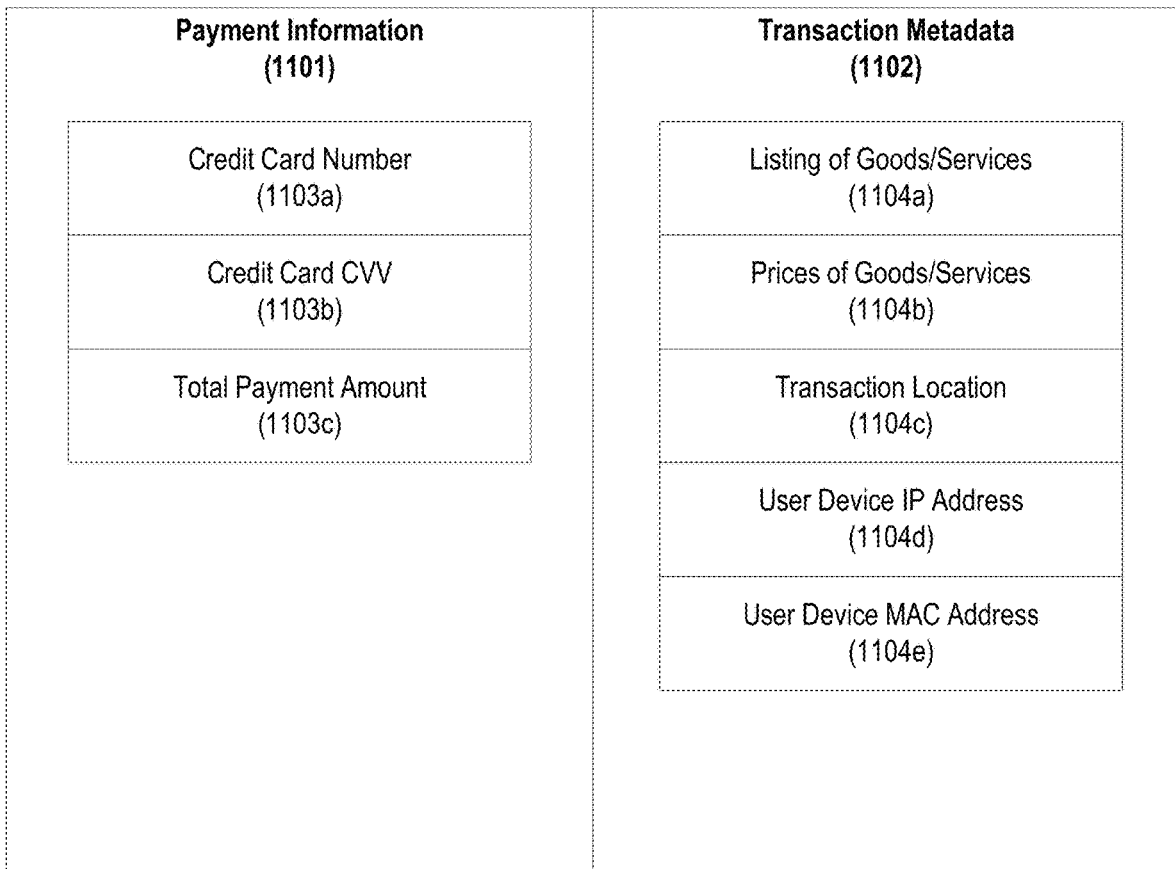 Payment Information
(1101)
Credit Card Number
(1103a)
Credit Card CVV
(1103b)
Total Payment Amount
(1103c)
Transaction Metadata
(1102)
Listing of Goods/Services
(1104a)
Prices of Goods/Services
(1104b)
Transaction Location
(1104c)
User Device IP Address
(1104d)
User Device MAC Address
(1104e)